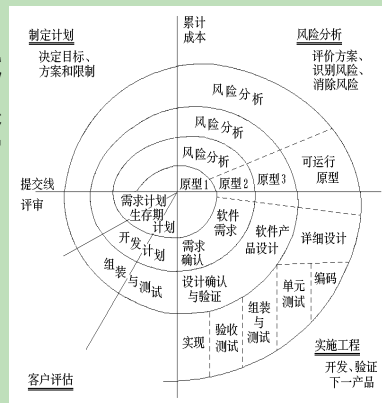 制定计划
决定目标、
方案和限制
累计
成本
风险分析
评价方案、
识别风险、
消除风险
风险分析
风险分析
风险分析
可运行
原型
原型1
原型2
原型3
提交线
评审
需求计划
生存期
计划
开发计划
组装与测试
软件
需求
需求
确认
软件产
品设计
详细设计
设计确认
与验证
单元
测试
编码
组装
与
测试
验收
测试
实现
客户评估
实施工程
开发、验证
下一产品